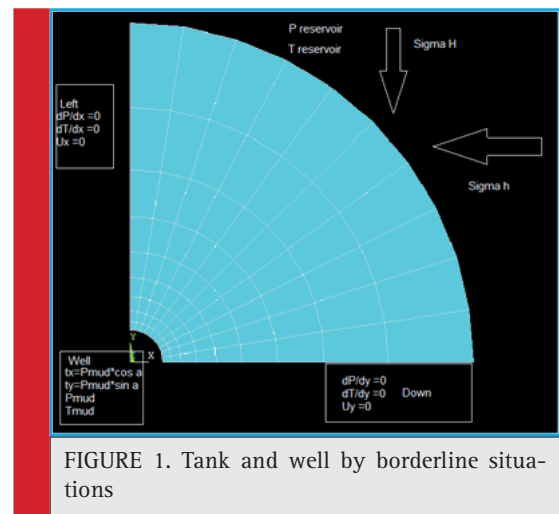 P reservoir
T reservoir
Sigma H
Left
dP/dx =0
dT/dx =0
Ux =0
Sigma h
Y
X
Well
tx=Pmud*cos a
ty=Pmud*sin a
Pmud
Tmud
dP/dy =0
dT/dy =0 Down
Uy =0
FIGURE 1. Tank and well by borderline situa-
tions